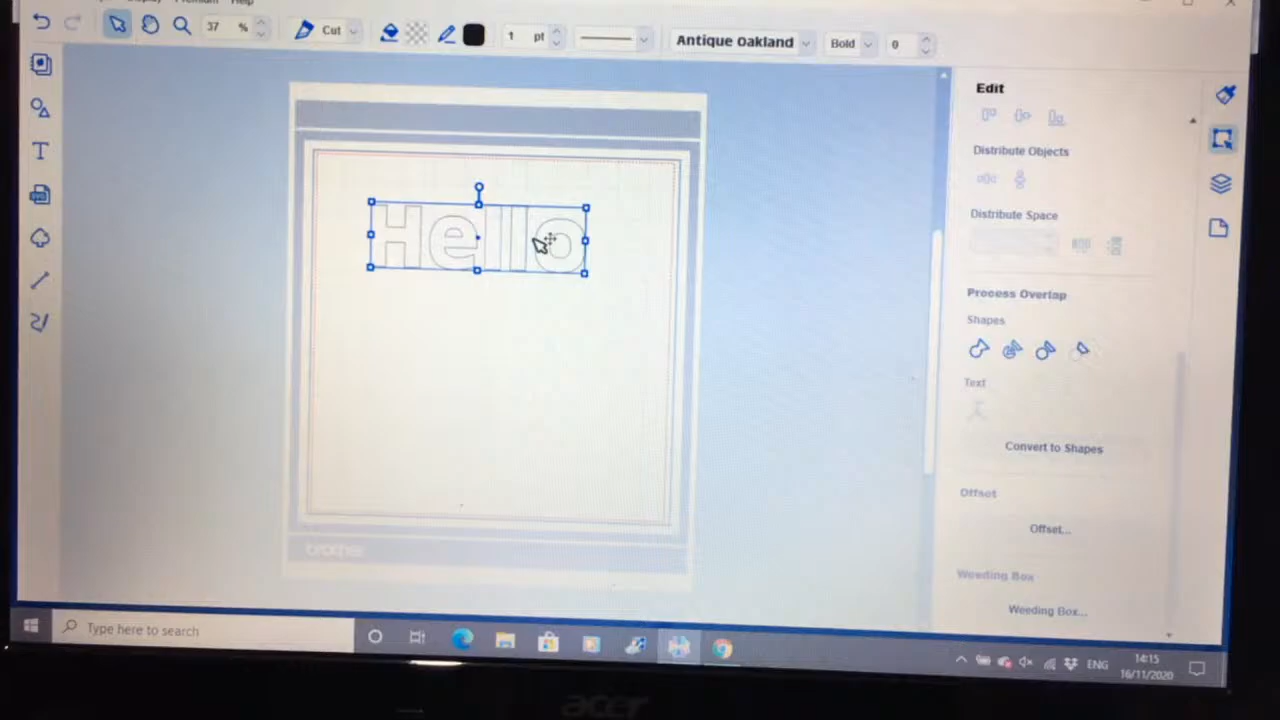 Help
37 % Cut 1 pt Antique Oakland Bold 0
Edit
Distribute Objects
Distribute Space
Process Overlap
Shapes
Text
Convert to Shapes
Offset
Offset...
Weeding Box
Weeding Box...
Hello
brother
Type here to search
ENG
14:15
16/11/2020
acer